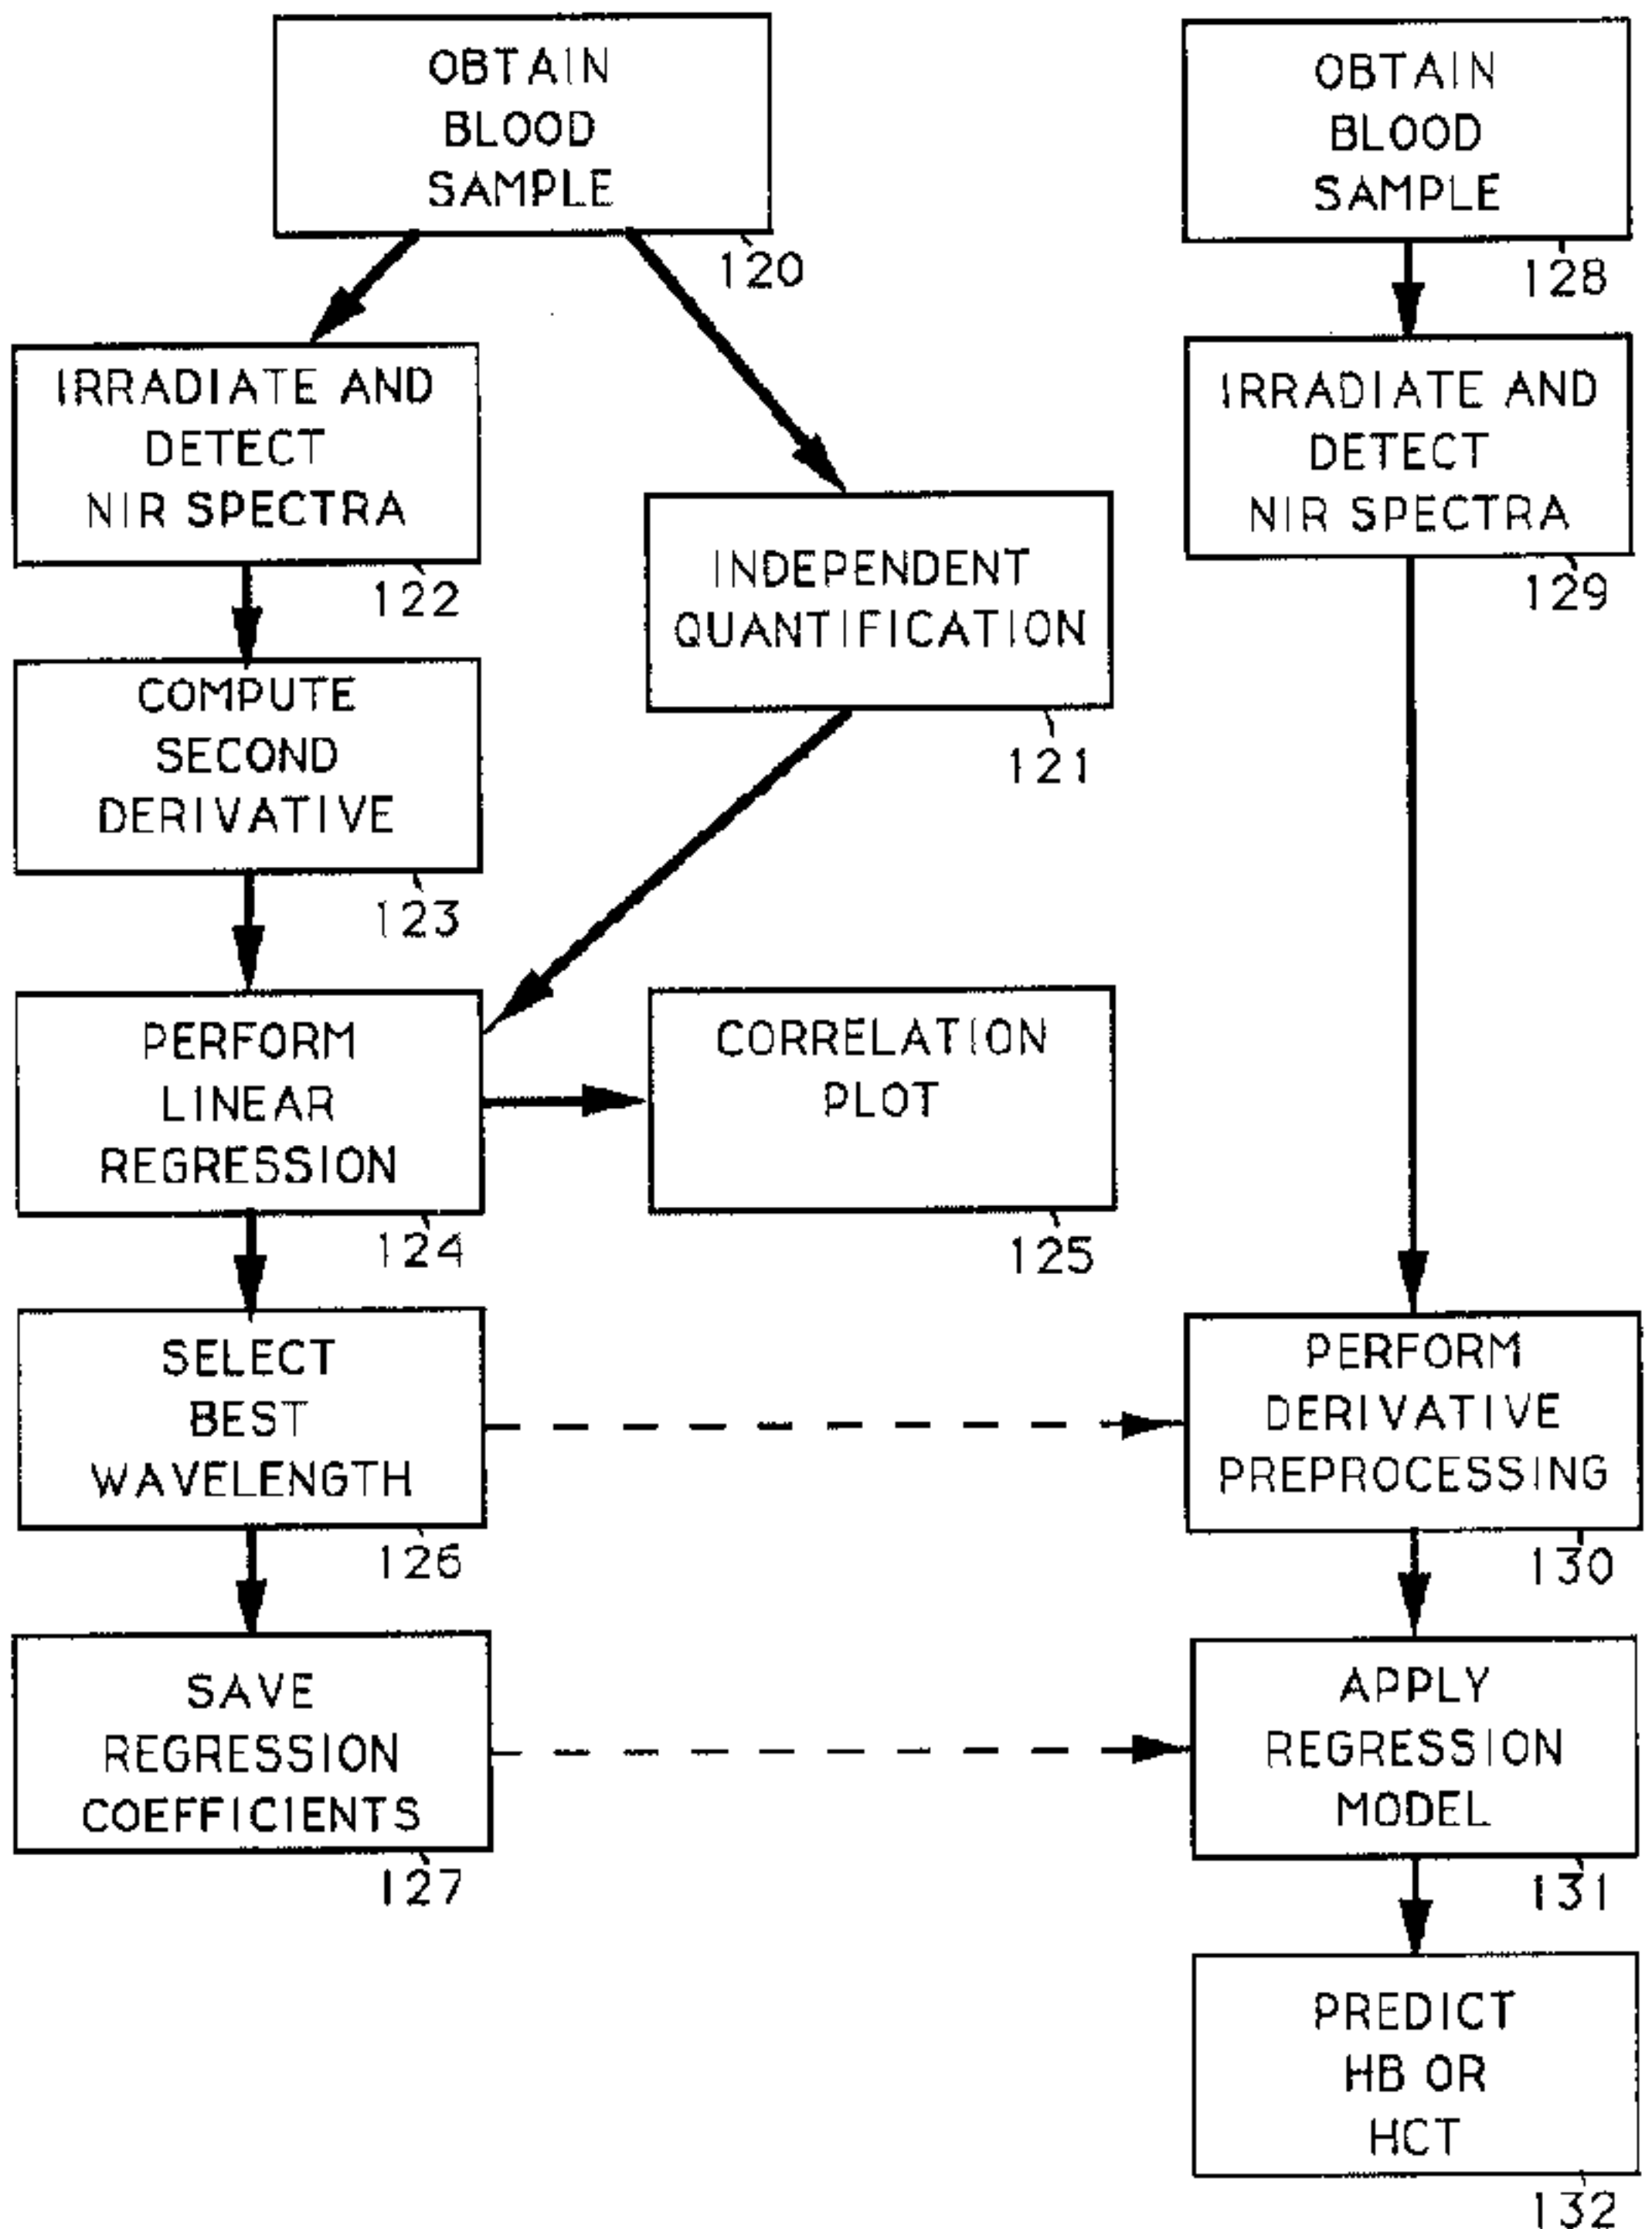 OBTAIN
BLOOD
SAMPLE
120
IRRADIATE AND
DETECT
NIR SPECTRA
122
INDEPENDENT
QUANTIFICATION
121
COMPUTE
SECOND
DERIVATIVE
123
PERFORM
LINEAR
REGRESSION
124
CORRELATION
PLOT
125
SELECT
BEST
WAVELENGTH
126
SAVE
REGRESSION
COEFFICIENTS
127
OBTAIN
BLOOD
SAMPLE
128
IRRADIATE AND
DETECT
NIR SPECTRA
129
PERFORM
DERIVATIVE
PREPROCESSING
130
APPLY
REGRESSION
MODEL
131
PREDICT
HB OR
HCT
132